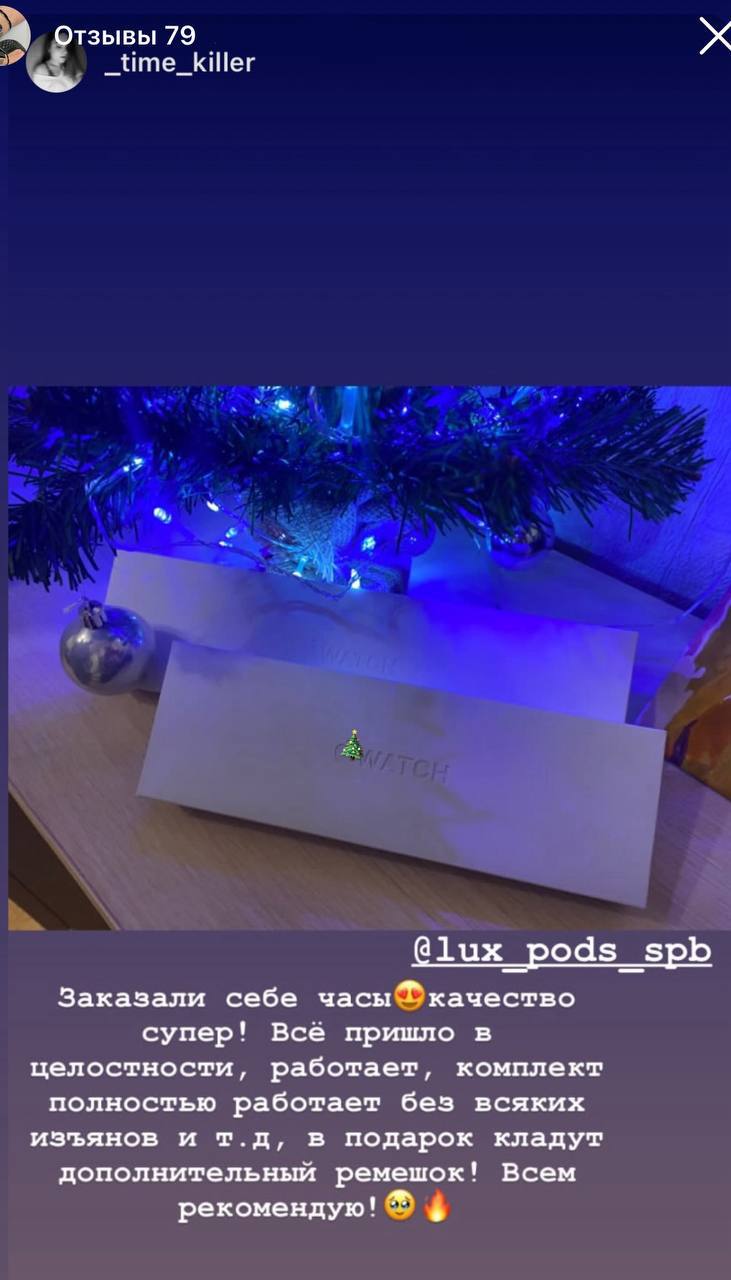 Отзывы 79
_time_killer
WATCH
WATCH
@lux_pods_spb
Заказали себе часы😍качество
супер! Всё пришло в
целостности, работает, комплект
полностью работает без всяких
изъянов и т.д, в подарок кладут
дополнительный ремешок! Всем
рекомендую!🥹🔥